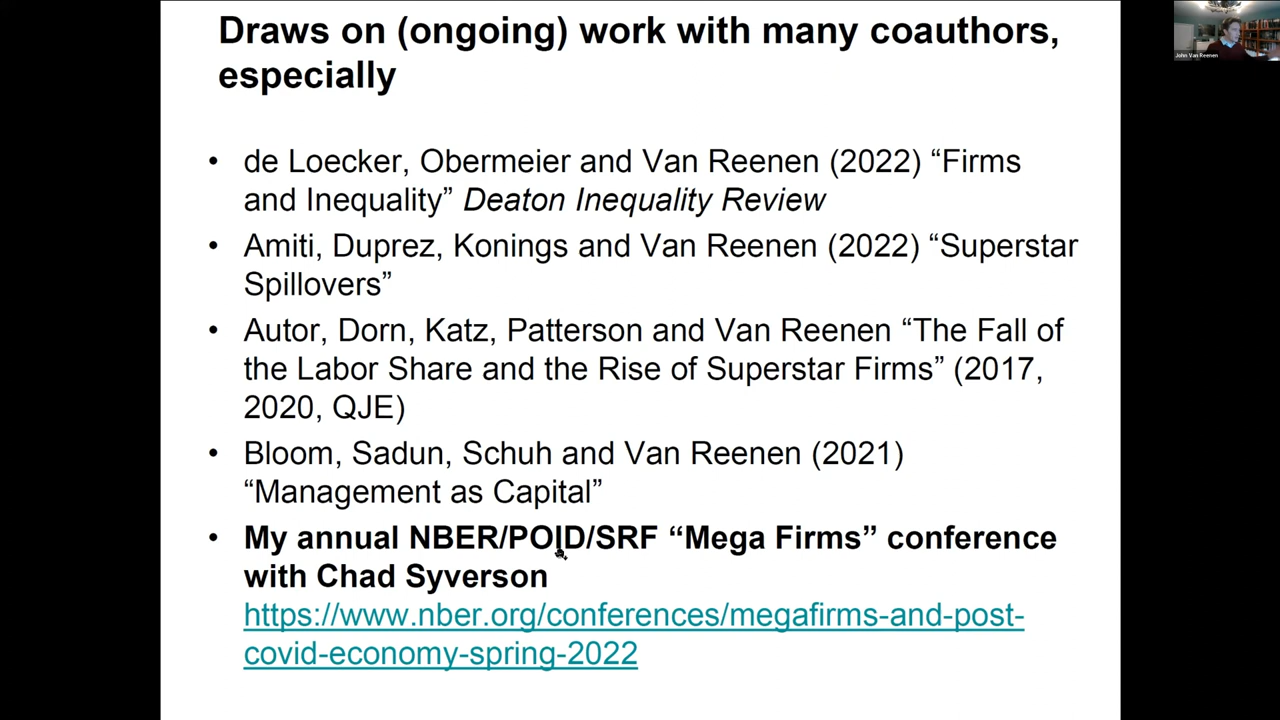 Draws on (ongoing) work with many coauthors,
especially
John Van Reenen
• de Loecker, Obermeier and Van Reenen (2022) “Firms
and Inequality” Deaton Inequality Review
• Amiti, Duprez, Konings and Van Reenen (2022) “Superstar
Spillovers”
• Autor, Dorn, Katz, Patterson and Van Reenen “The Fall of
the Labor Share and the Rise of Superstar Firms” (2017,
2020, QJE)
• Bloom, Sadun, Schuh and Van Reenen (2021)
“Management as Capital”
• My annual NBER/POID/SRF “Mega Firms” conference
with Chad Syverson
https://www.nber.org/conferences/megafirms-and-post-
covid-economy-spring-2022